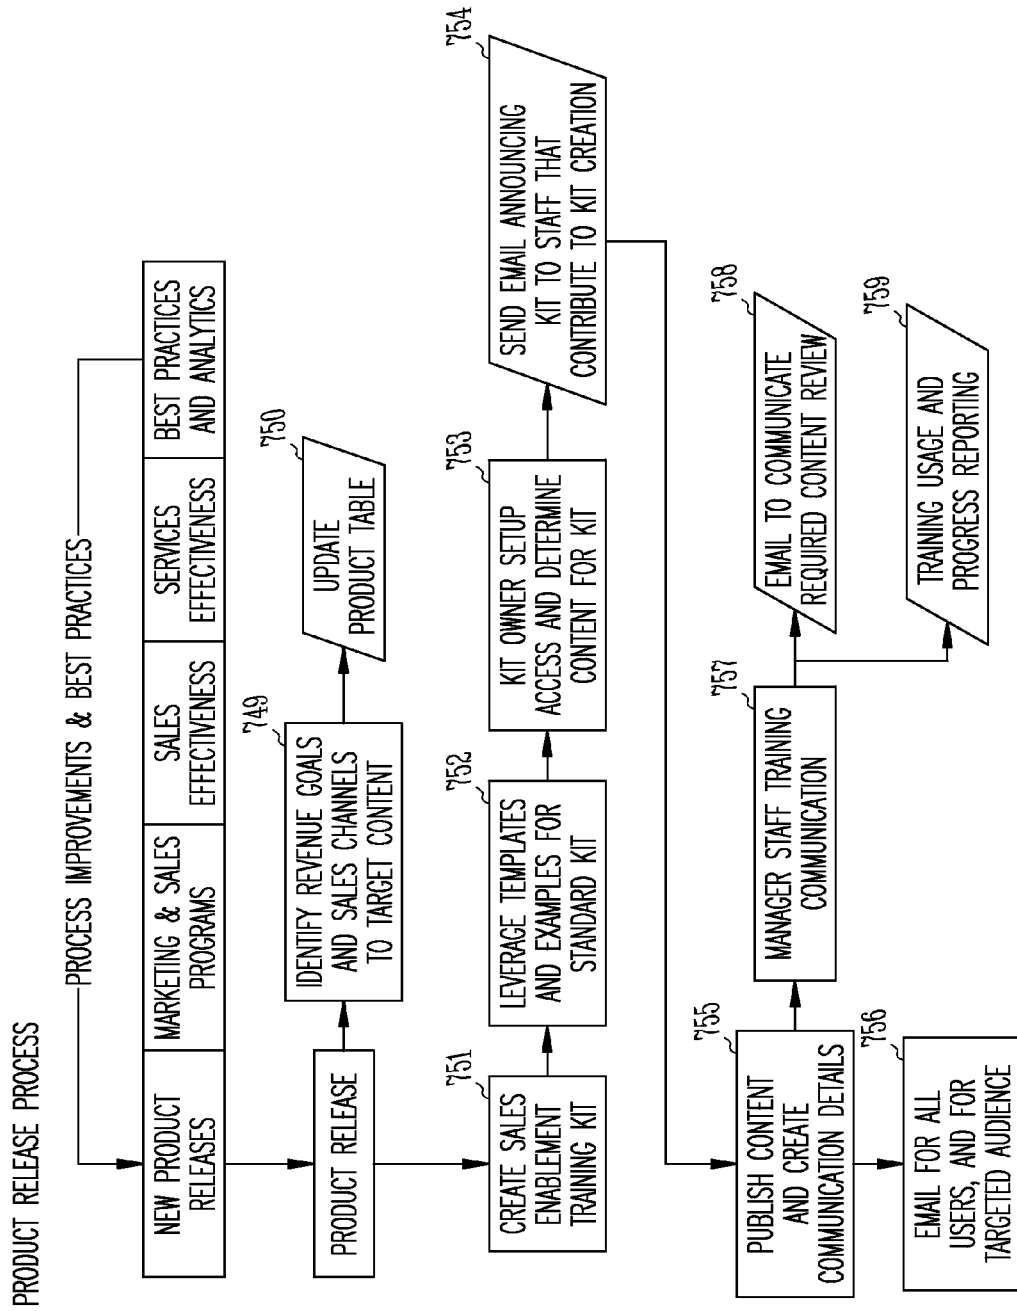 PRODUCT RELEASE PROCESS
PROCESS IMPROVEMENTS & BEST PRACTICES
NEW PRODUCT
RELEASES
MARKETING & SALES
PROGRAMS
SALES
EFFECTIVENESS
SERVICES
EFFECTIVENESS
BEST PRACTICES
AND ANALYTICS
PRODUCT RELEASE
749
IDENTIFY REVENUE GOALS
AND SALES CHANNELS
TO TARGET CONTENT
750
UPDATE
PRODUCT TABLE
751
CREATE SALES
ENABLEMENT
TRAINING KIT
752
LEVERAGE TEMPLATES
AND EXAMPLES FOR
STANDARD KIT
753
KIT OWNER SETUP
ACCESS AND DETERMINE
CONTENT FOR KIT
754
SEND EMAIL ANNOUNCING
KIT TO STAFF THAT
CONTRIBUTE TO KIT CREATION
755
PUBLISH CONTENT
AND CREATE
COMMUNICATION DETAILS
757
MANAGER STAFF TRAINING
COMMUNICATION
758
EMAIL TO COMMUNICATE
REQUIRED CONTENT REVIEW
756
EMAIL FOR ALL
USERS, AND FOR
TARGETED AUDIENCE
759
TRAINING USAGE AND
PROGRESS REPORTING